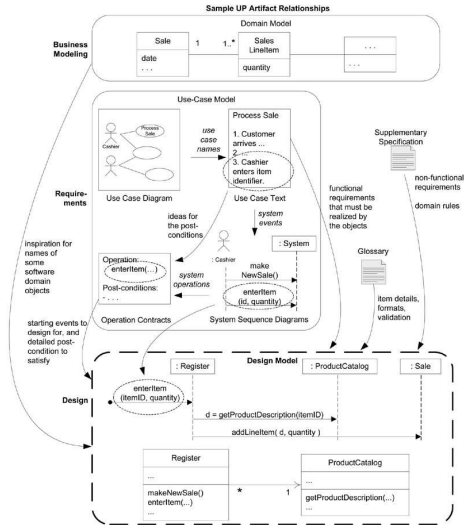 Sample UP Artifact Relationships
Domain Model
Business
Modeling
Sale
1
1..*
Sales
LineItem
. . .
date
. . .
quantity
. . .
Use-Case Model
Require-
ments
Process
Sale
Cashier
Use Case Diagram
use
case
names
Process Sale
1. Customer
arrives ...
2. ...
3. Cashier
enters item
identifier.
Use Case Text
Supplementary
Specification
non-functional
requirements
domain rules
functional
requirements
that must be
realized by
the objects
Glossary
item details,
formats,
validation
inspiration for
names of
some
software
domain
objects
ideas for
the post-
conditions
system
events
Operation:
enterItem(…)
Post-conditions:
- . . .
Operation Contracts
system
operations
: Cashier
: System
make
NewSale()
enterItem
(id, quantity)
System Sequence Diagrams
starting events to
design for, and
detailed post-
condition to
satisfy
Design Model
Design
: Register
: ProductCatalog
: Sale
enterItem
(itemID, quantity)
d = getProductDescription(itemID)
addLineItem( d, quantity )
Register
...
makeNewSale()
enterItem(...)
...
*
1
ProductCatalog
...
getProductDescription(...)
...